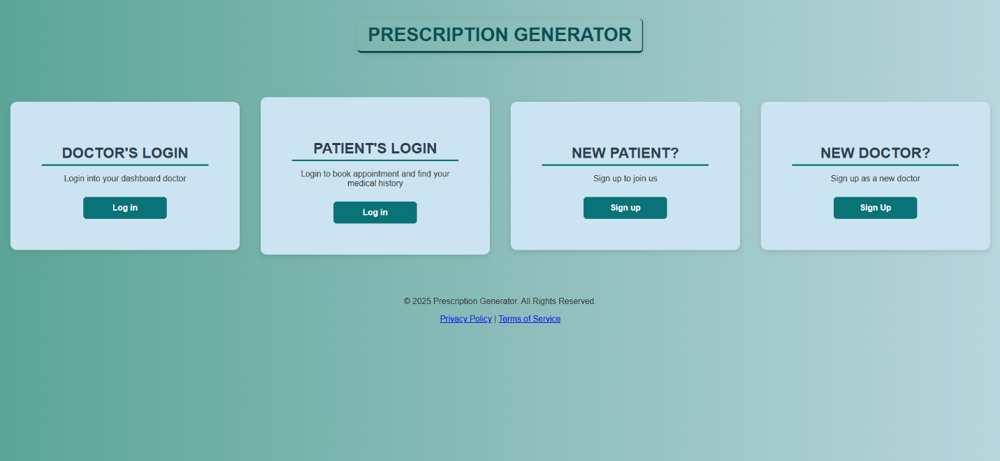 PRESCRIPTION GENERATOR
DOCTOR'S LOGIN
Login into your dashboard doctor
Log in
PATIENT'S LOGIN
Login to book appointment and find your
medical history
Log in
NEW PATIENT?
Sign up to join us
Sign up
NEW DOCTOR?
Sign up as a new doctor
Sign Up
© 2025 Prescription Generator. All Rights Reserved.
Privacy Policy | Terms of Service